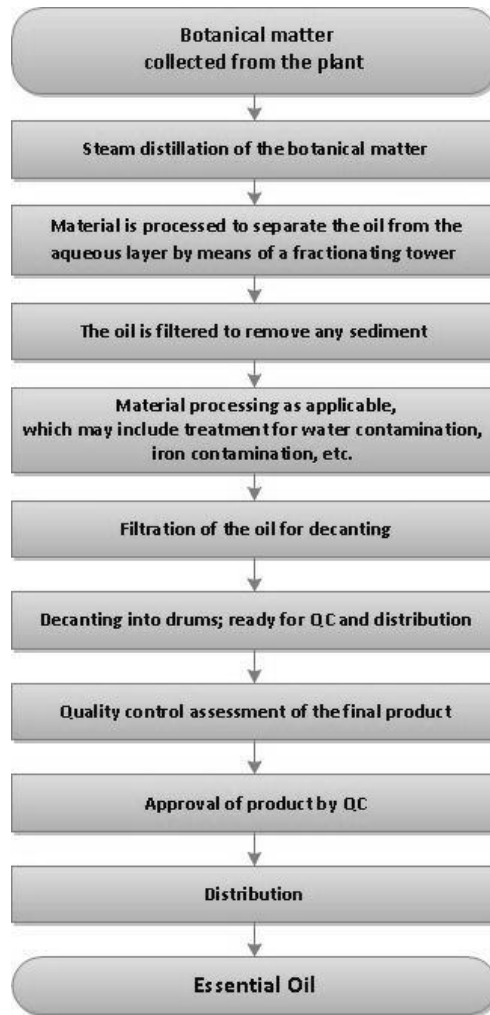 Botanical matter
collected from the plant
Steam distillation of the botanical matter
Material is processed to separate the oil from the
aqueous layer by means of a fractionating tower
The oil is filtered to remove any sediment
Material processing as applicable,
which may include treatment for water contamination,
iron contamination, etc.
Filtration of the oil for decanting
Decanting into drums; ready for QC and distribution
Quality control assessment of the final product
Approval of product by QC
Distribution
Essential Oil